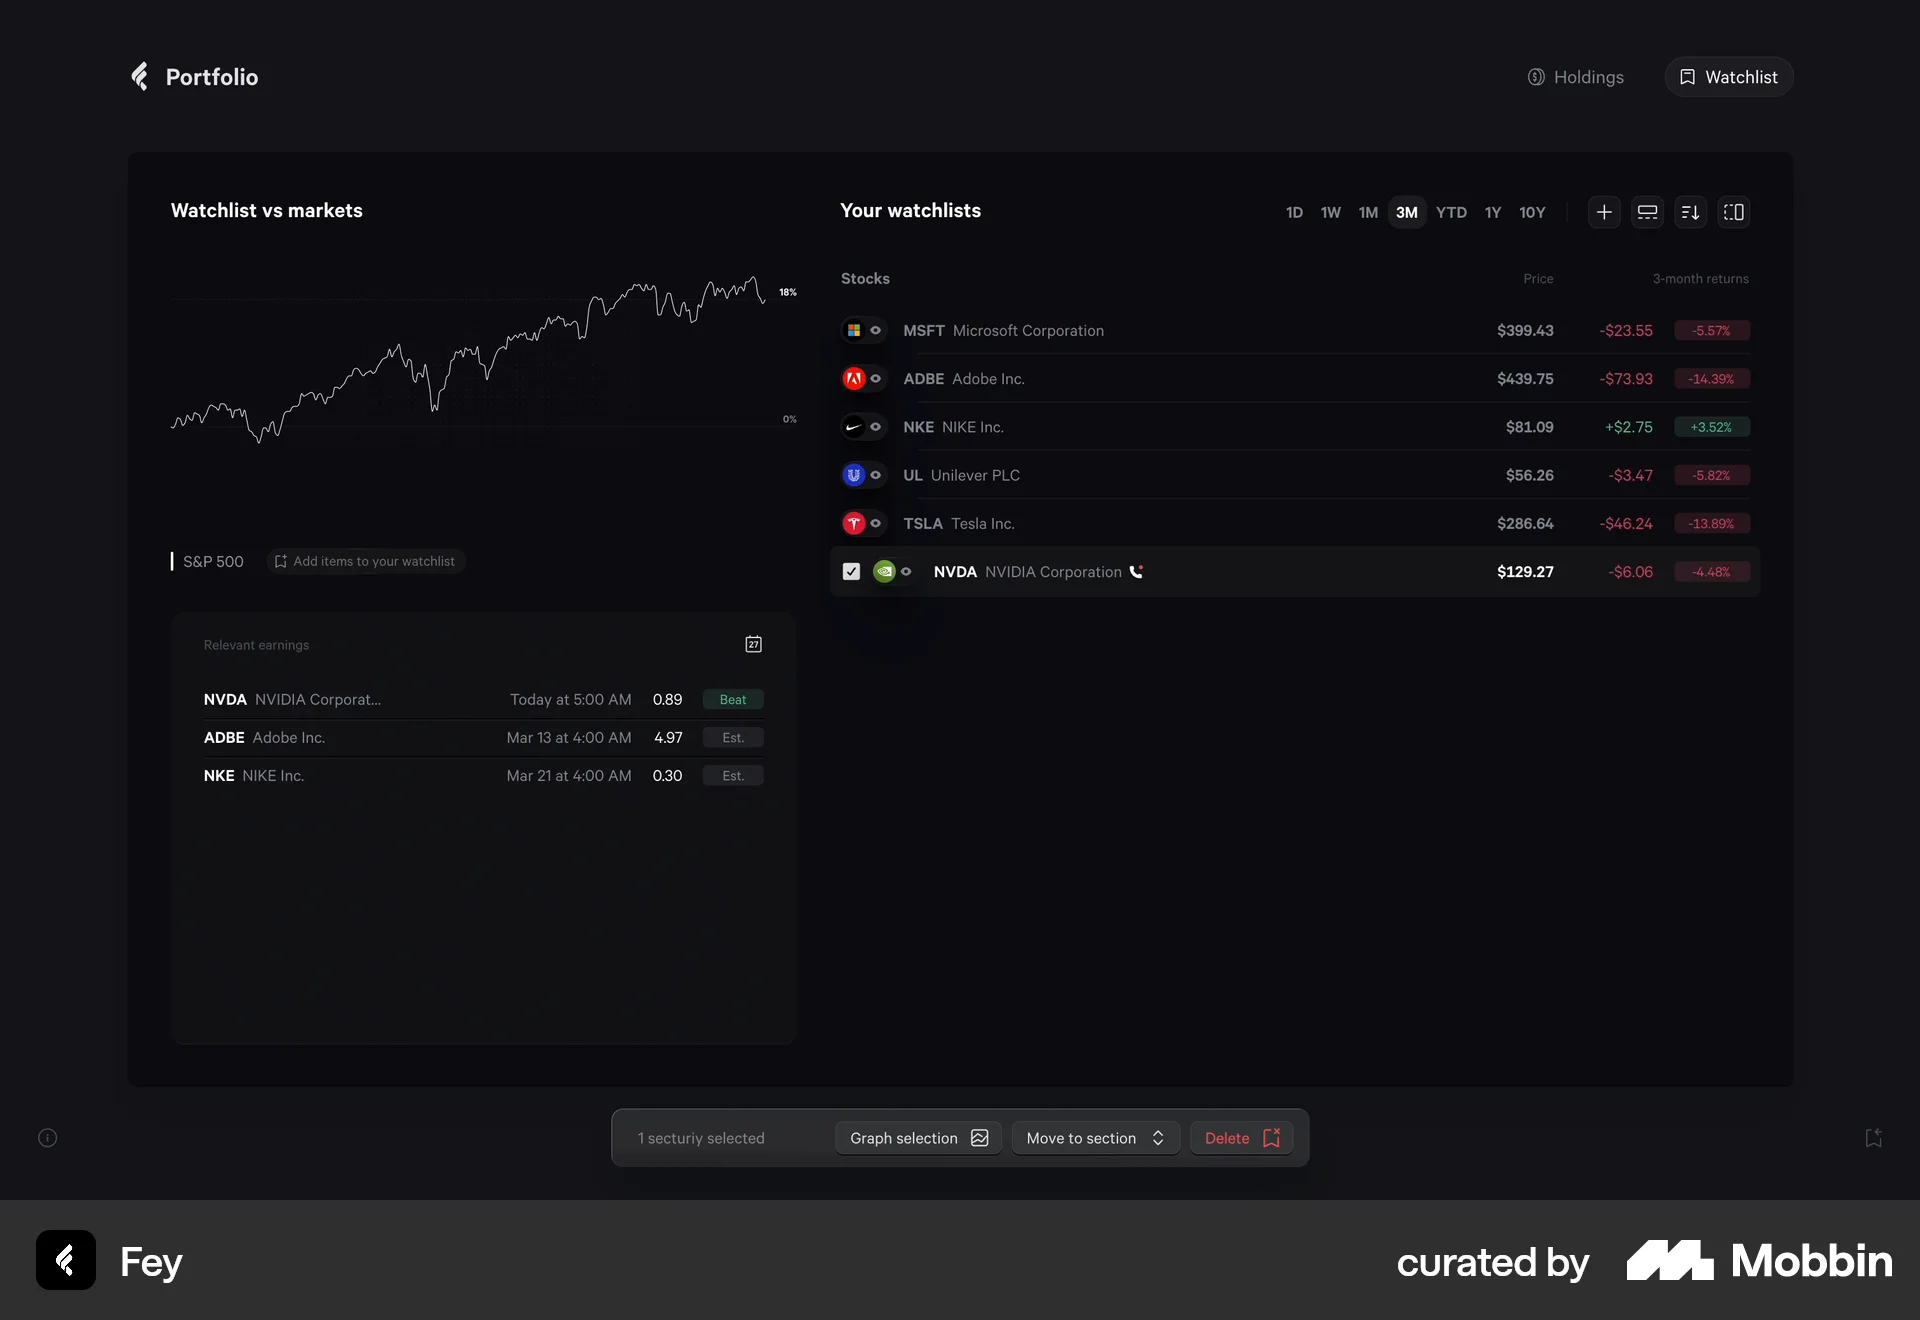 Portfolio
Holdings
Watchlist
Watchlist vs markets
18%
0%
S&P 500
Add items to your watchlist
Relevant earnings
27
NVDA NVIDIA Corporat... Today at 5:00 AM 0.89 Beat
ADBE Adobe Inc. Mar 13 at 4:00 AM 4.97 Est.
NKE NIKE Inc. Mar 21 at 4:00 AM 0.30 Est.
Your watchlists
1D 1W 1M 3M YTD 1Y 10Y
Stocks Price 3-month returns
MSFT Microsoft Corporation $399.43 -$23.55 -5.57%
ADBE Adobe Inc. $439.75 -$73.93 -14.39%
NKE NIKE Inc. $81.09 +$2.75 +3.52%
UL Unilever PLC $56.26 -$3.47 -5.82%
TSLA Tesla Inc. $286.64 -$46.24 -13.89%
NVDA NVIDIA Corporation $129.27 -$6.06 -4.48%
1 secturiy selected
Graph selection
Move to section
Delete
Fey
curated by Mobbin